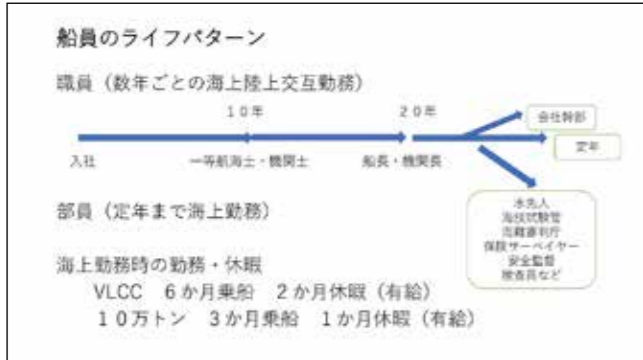 船員のライフパターン
職員（数年ごとの海上陸上交互勤務）
10年
20年
会社幹部
定年
入社
一等航海士・機関士
船長・機関長
水先人
海技試験官
海難審判庁
保険サーベイヤー
安全監督
検査員など
部員（定年まで海上勤務）
海上勤務時の勤務・休暇
VLCC　6か月乗船　2か月休暇（有給）
10万トン　3か月乗船　1か月休暇（有給）